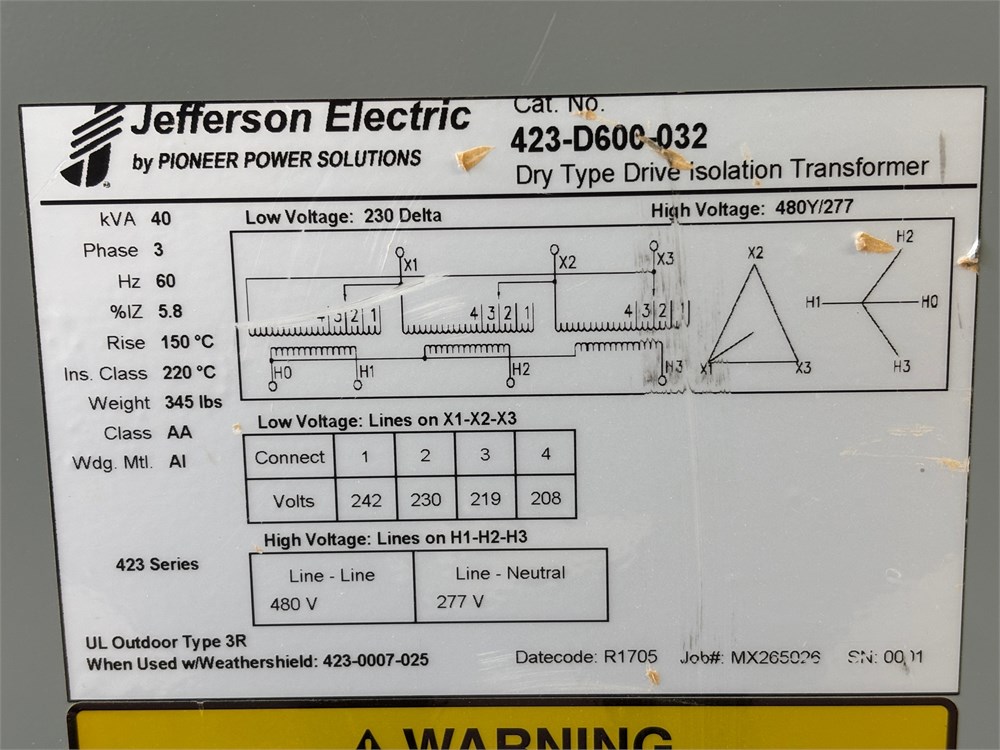 Jefferson Electric
by PIONEER POWER SOLUTIONS
Cat. No.
423-D600-032
Dry Type Drive Isolation Transformer
kVA 40
Phase 3
Hz 60
%IZ 5.8
Rise 150 °C
Ins. Class 220 °C
Weight 345 lbs
Class AA
Wdg. Mtl. Al
Low Voltage: 230 Delta
High Voltage: 480Y/277
X1 X2 X3
4 3 2 1 4 3 2 1 4 3 2 1
H0 H1 H2 H3
X2
X1 X3
H2
H1 H0
H3
Low Voltage: Lines on X1-X2-X3
Connect 1 2 3 4
Volts 242 230 219 208
High Voltage: Lines on H1-H2-H3
Line - Line Line - Neutral
480 V 277 V
423 Series
UL Outdoor Type 3R
When Used w/Weathershield: 423-0007-025
Datecode: R1705 Job#: MX265026 SN:
WARNING